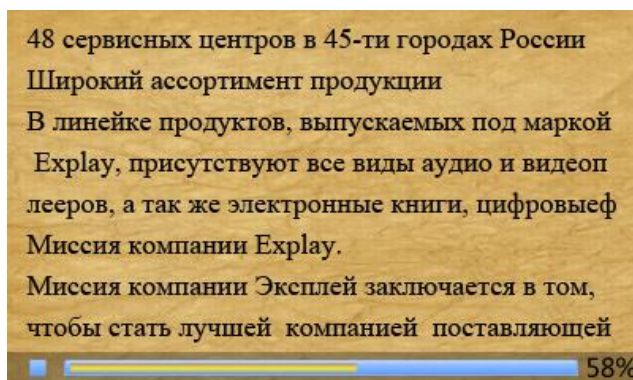 48 сервисных центров в 45-ти городах России
Широкий ассортимент продукции
В линейке продуктов, выпускаемых под маркой
Explay, присутствуют все виды аудио и видеоп
лееров, а так же электронные книги, цифровыеф
Миссия компании Explay.
Миссия компании Эксплей заключается в том,
чтобы стать лучшей компанией поставляющей
58%